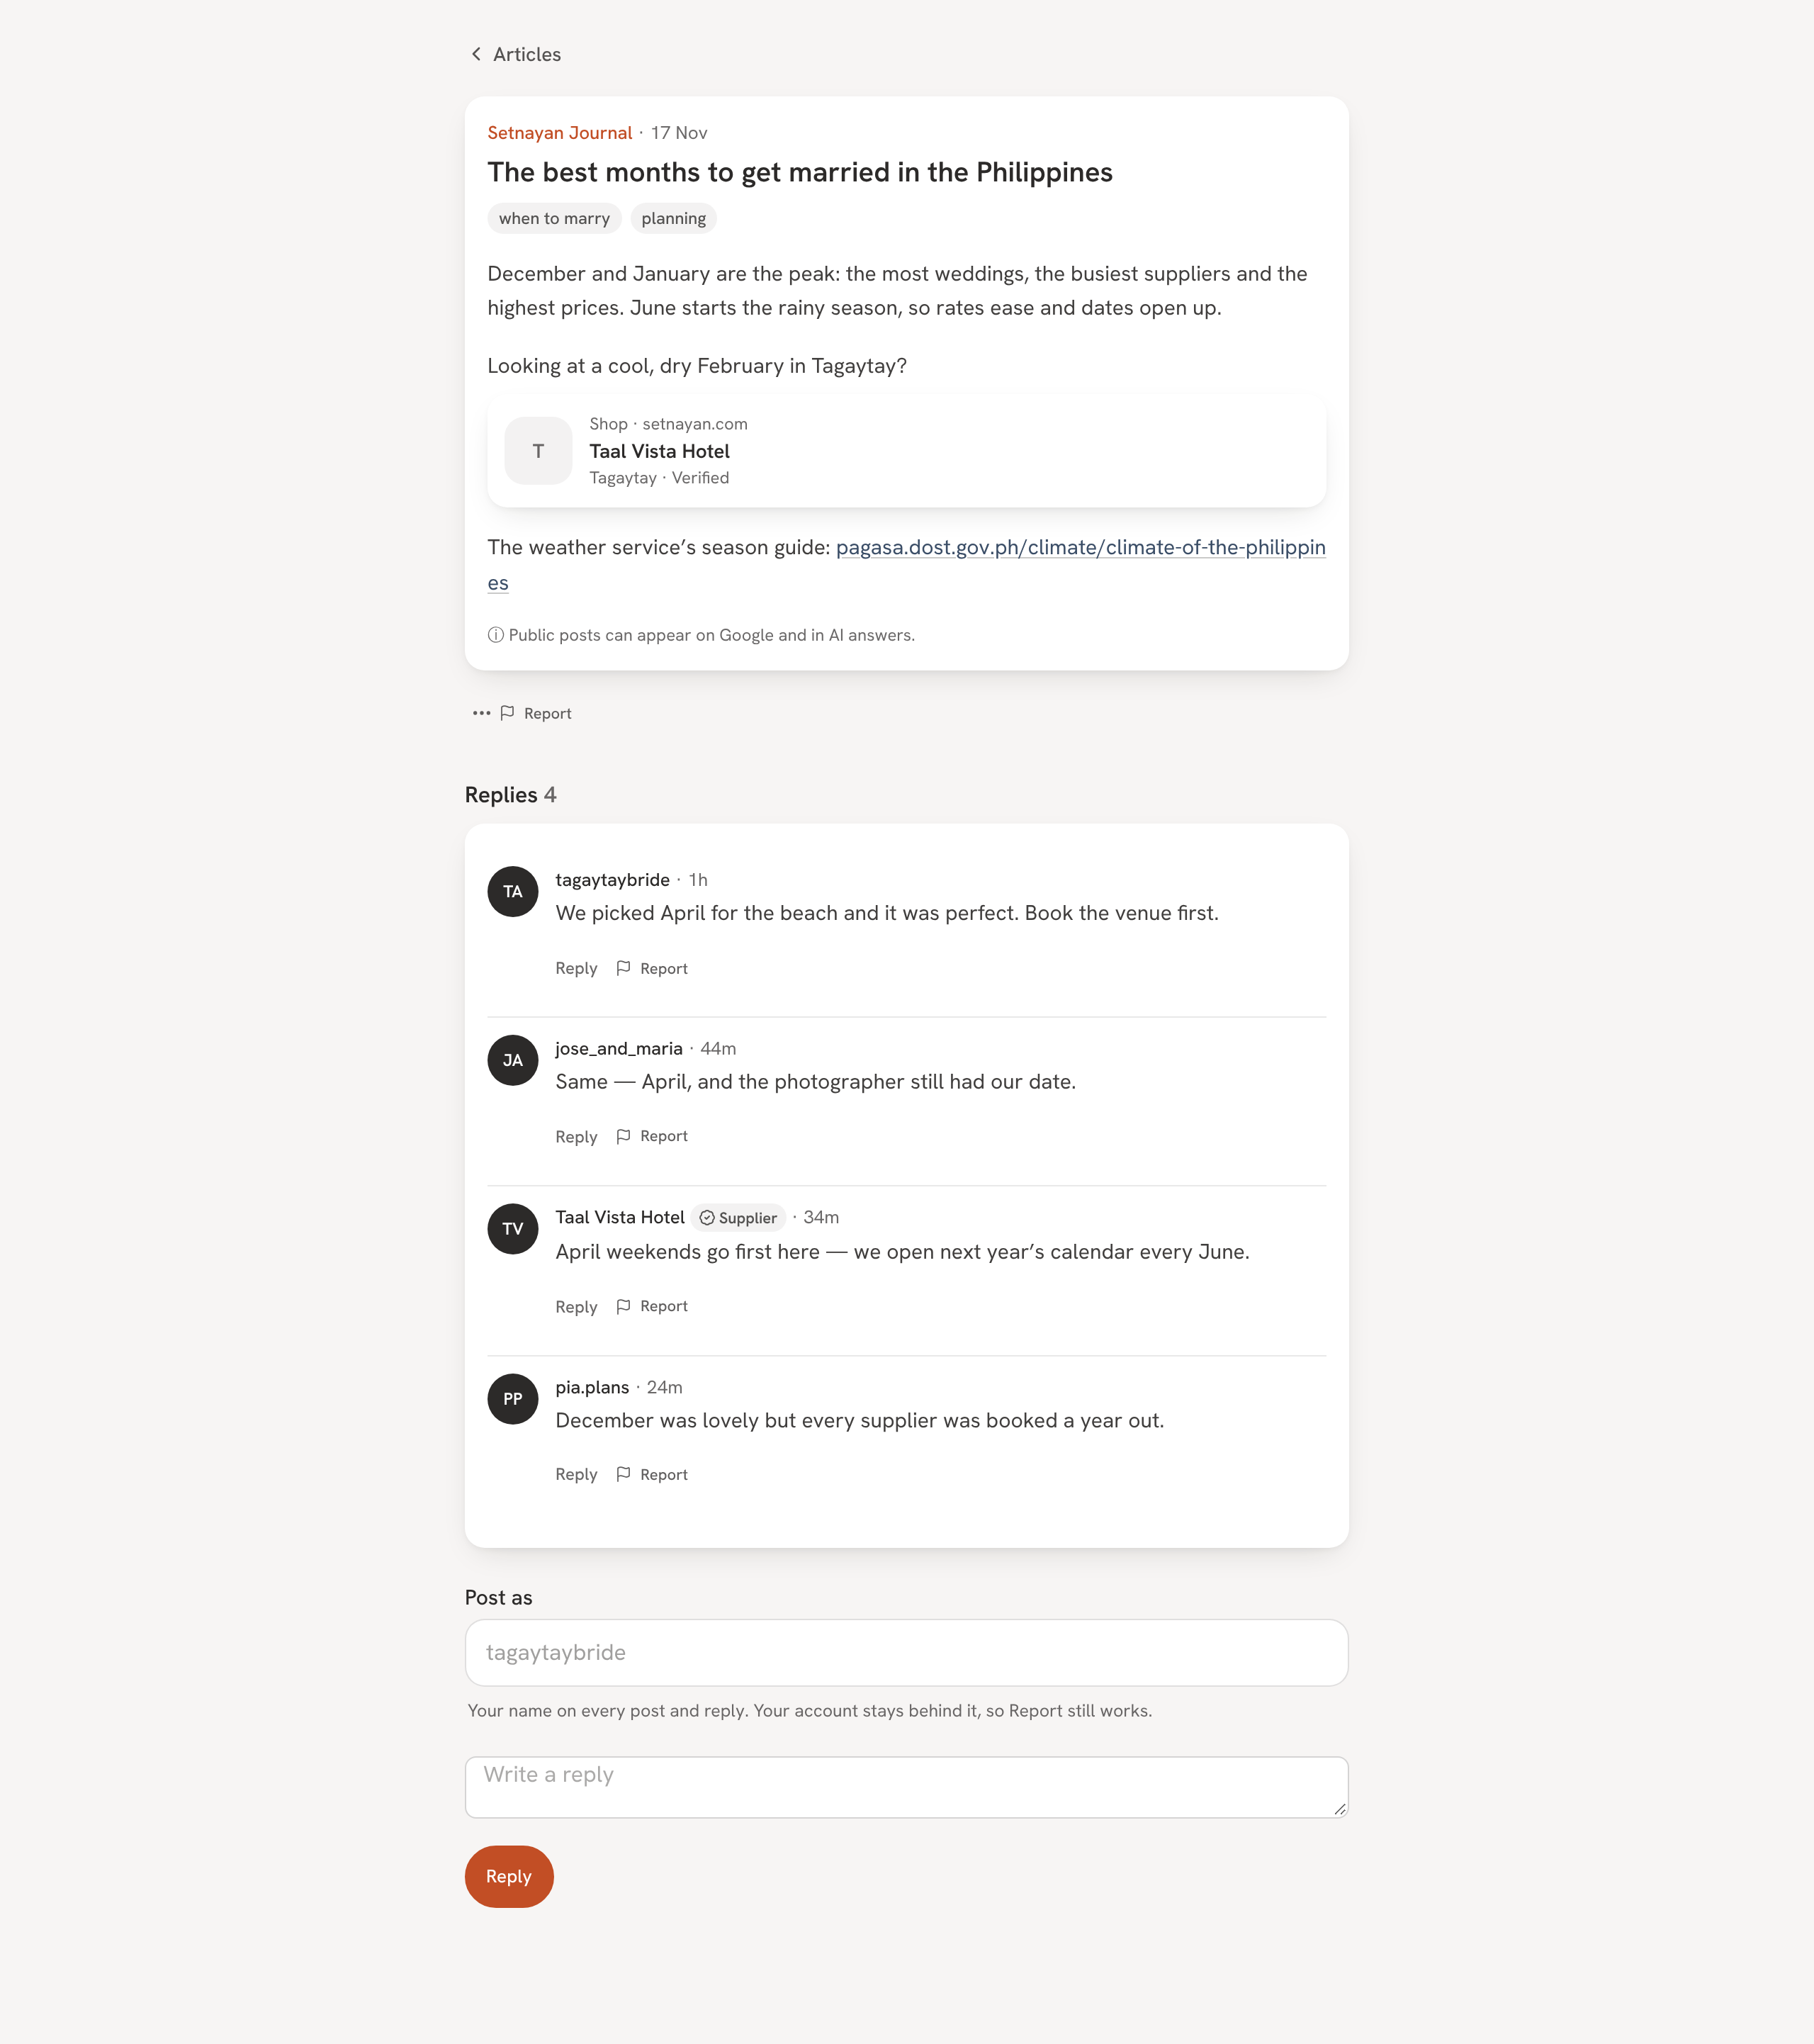 Articles
Setnayan Journal · 17 Nov
The best months to get married in the Philippines
when to marry planning
December and January are the peak: the most weddings, the busiest suppliers and the
highest prices. June starts the rainy season, so rates ease and dates open up.
Looking at a cool, dry February in Tagaytay?
T
Shop · setnayan.com
Taal Vista Hotel
Tagaytay · Verified
The weather service’s season guide: pagasa.dost.gov.ph/climate/climate-of-the-philippin
es
Public posts can appear on Google and in AI answers.
Report
Replies 4
TA
tagaytaybride · 1h
We picked April for the beach and it was perfect. Book the venue first.
Reply Report
JA
jose_and_maria · 44m
Same — April, and the photographer still had our date.
Reply Report
TV
Taal Vista Hotel Supplier · 34m
April weekends go first here — we open next year’s calendar every June.
Reply Report
PP
pia.plans · 24m
December was lovely but every supplier was booked a year out.
Reply Report
Post as
tagaytaybride
Your name on every post and reply. Your account stays behind it, so Report still works.
Write a reply
Reply